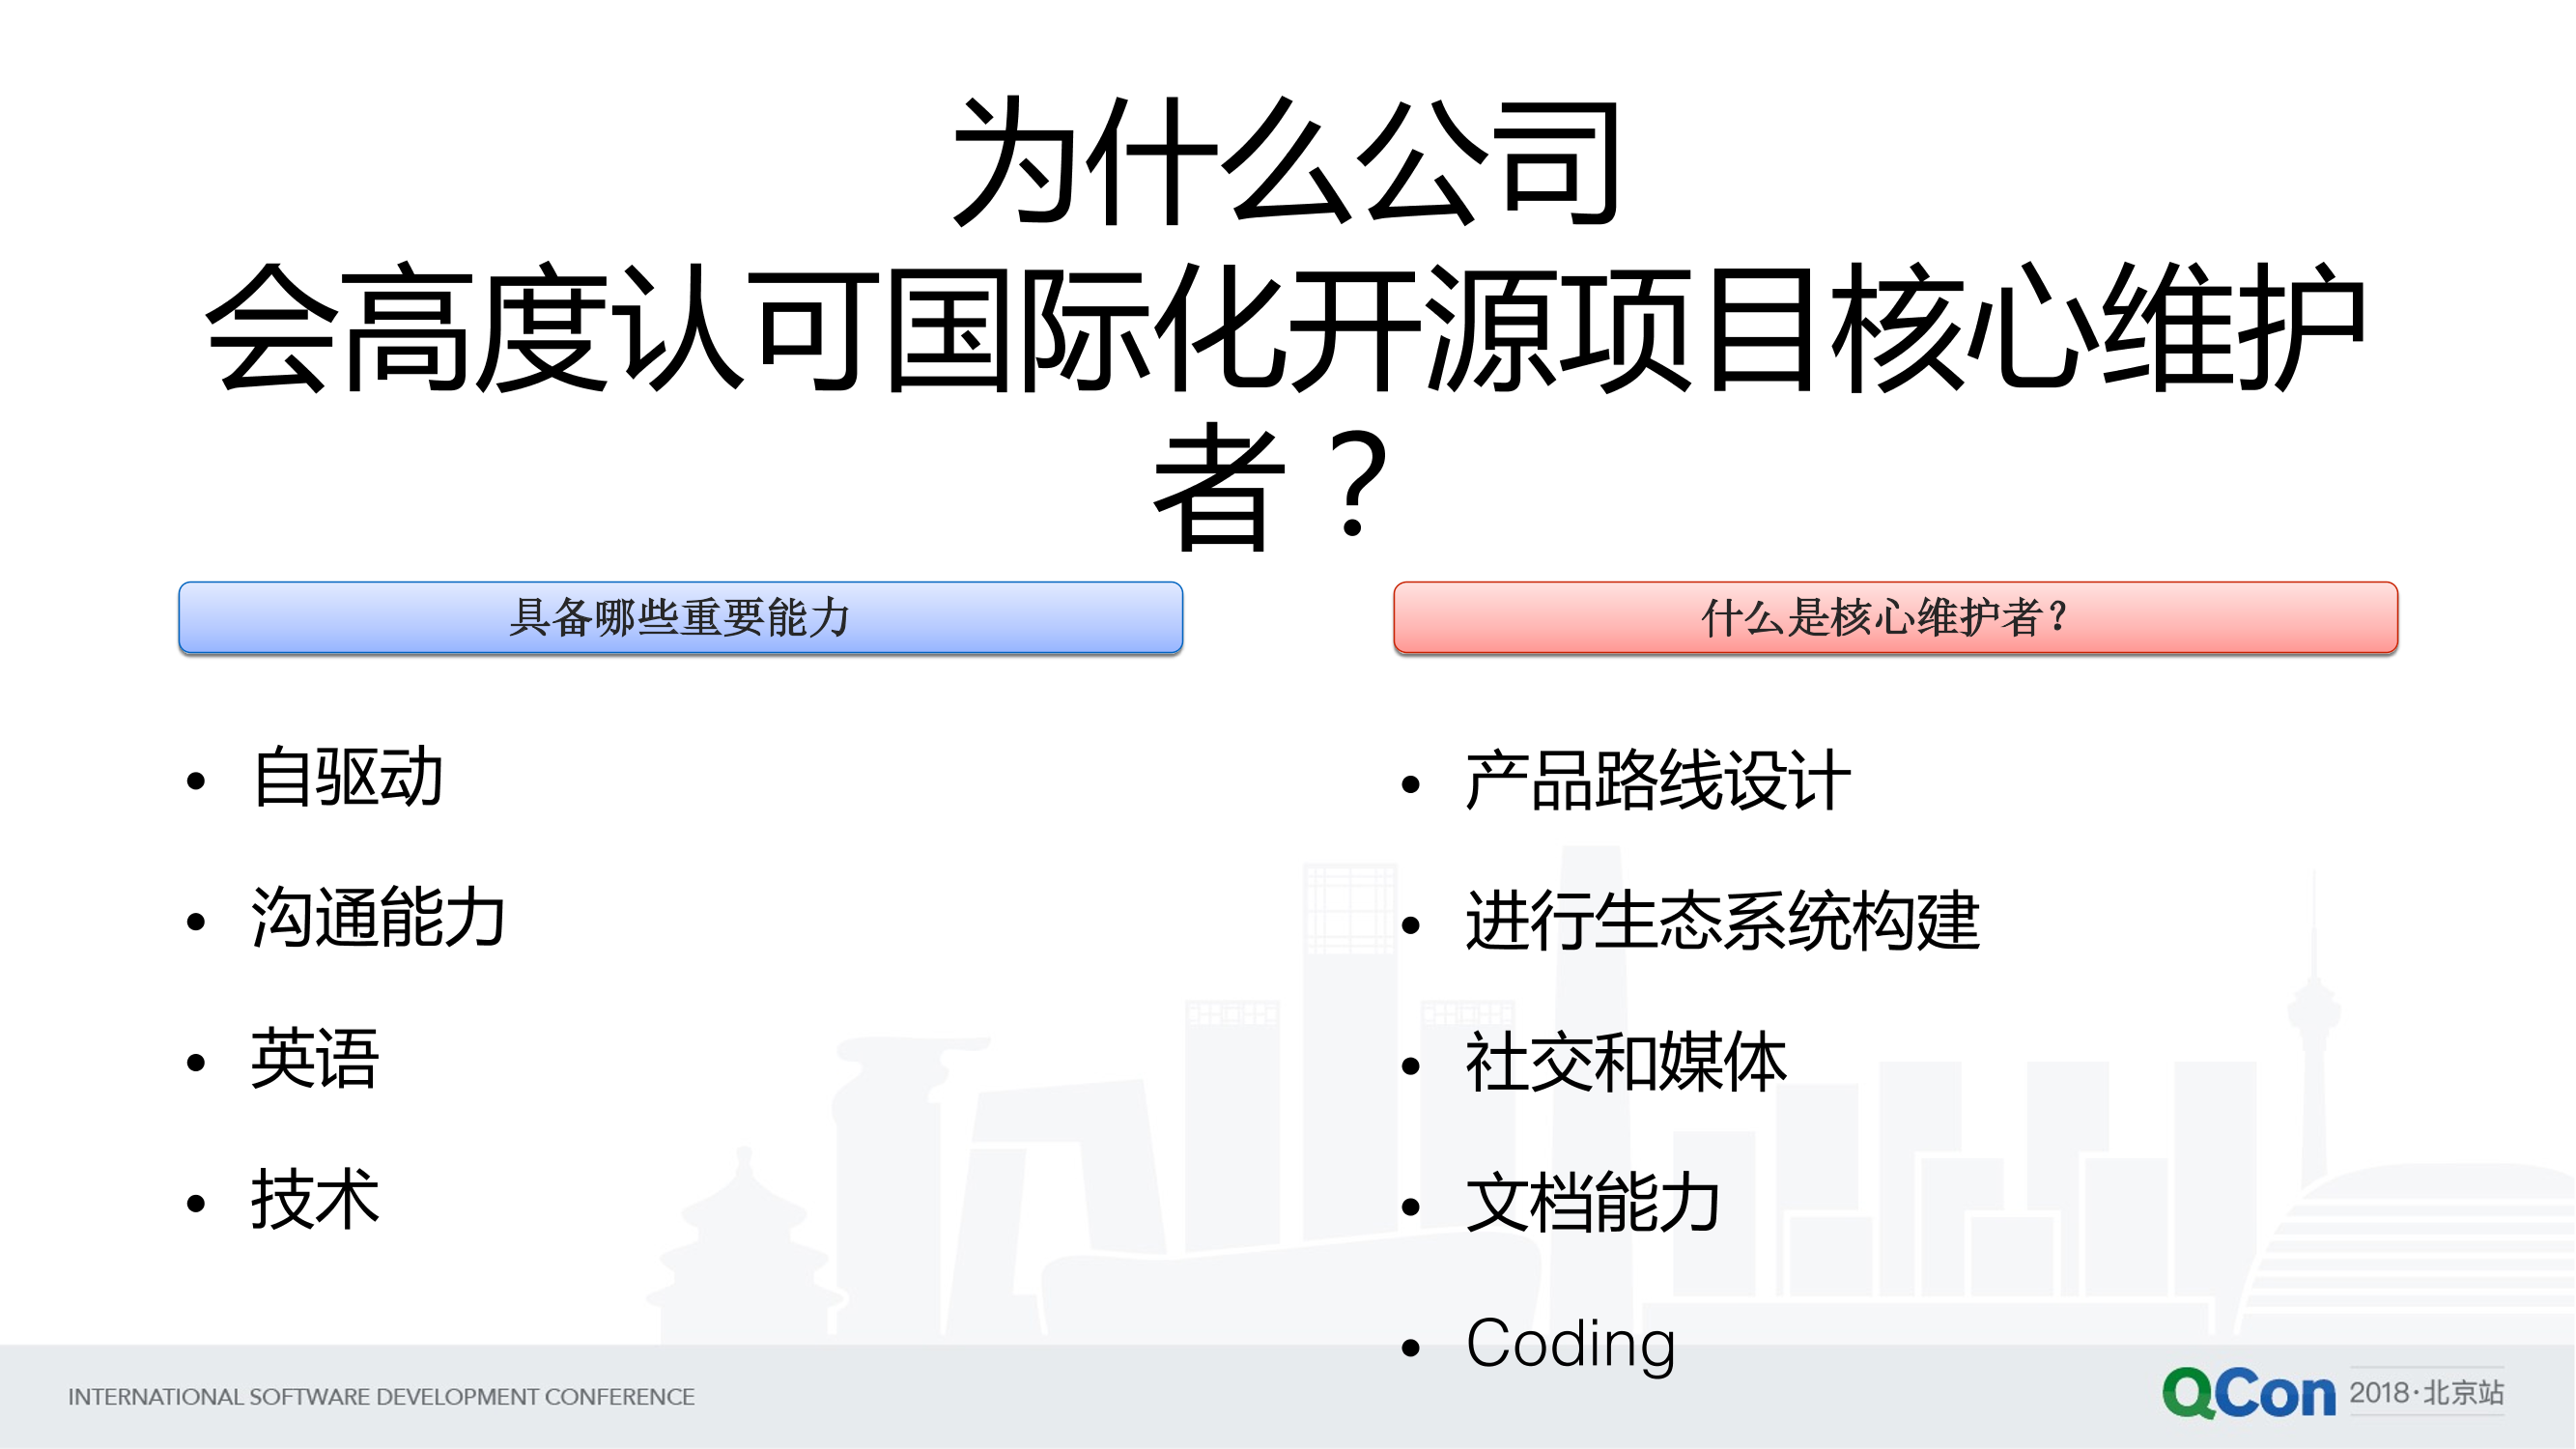 为什么公司
会高度认可国际化开源项目核心维护
者？
具备哪些重要能力
• 自驱动
• 沟通能力
• 英语
• 技术
什么是核心维护者？
• 产品路线设计
• 进行生态系统构建
• 社交和媒体
• 文档能力
• Coding
INTERNATIONAL SOFTWARE DEVELOPMENT CONFERENCE
QCon 2018·北京站